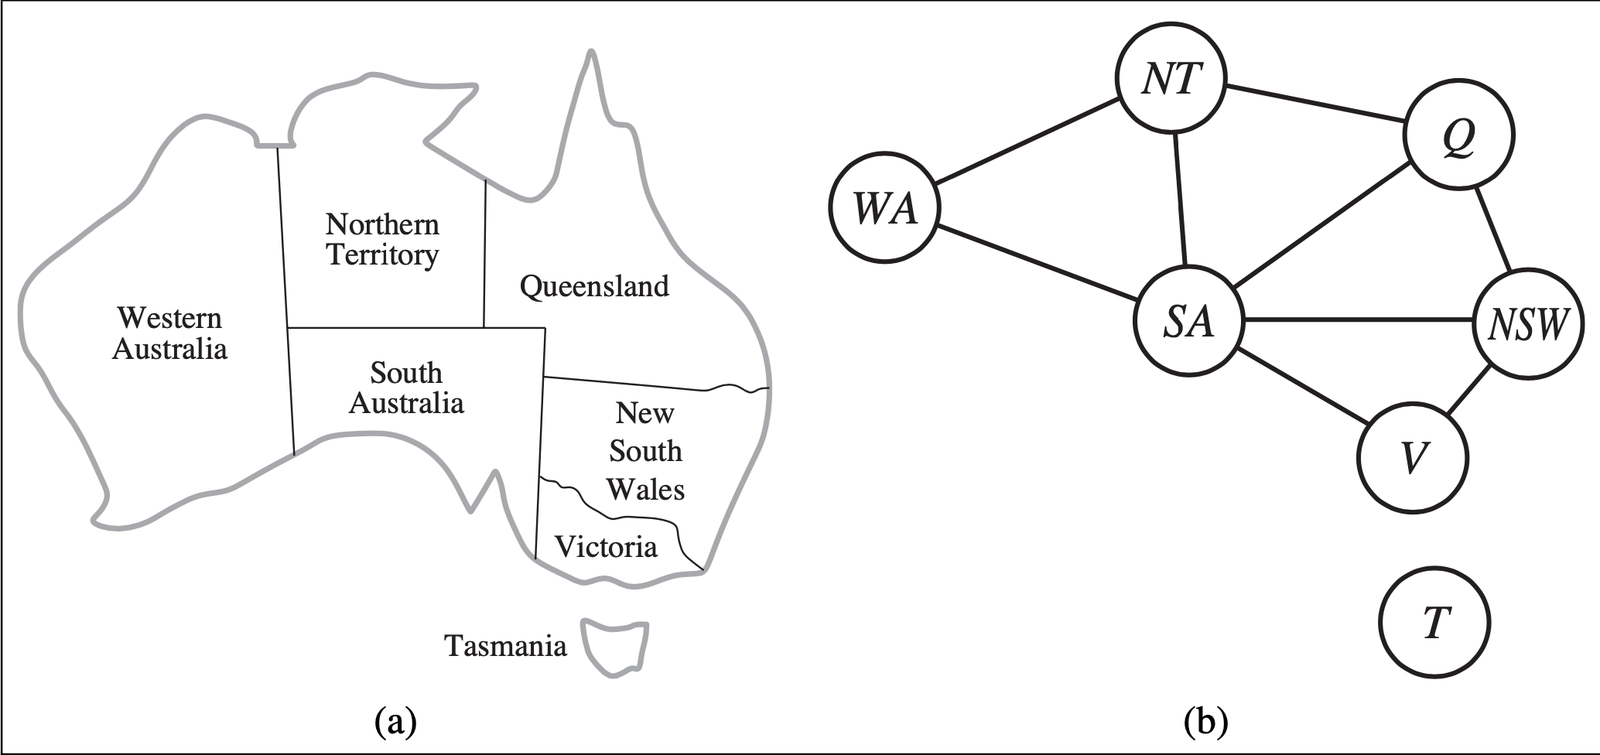 Northern
Territory
Western
Australia
South
Australia
Queensland
New
South
Wales
Victoria
Tasmania
(a)
NT
Q
WA
SA
NSW
V
T
(b)